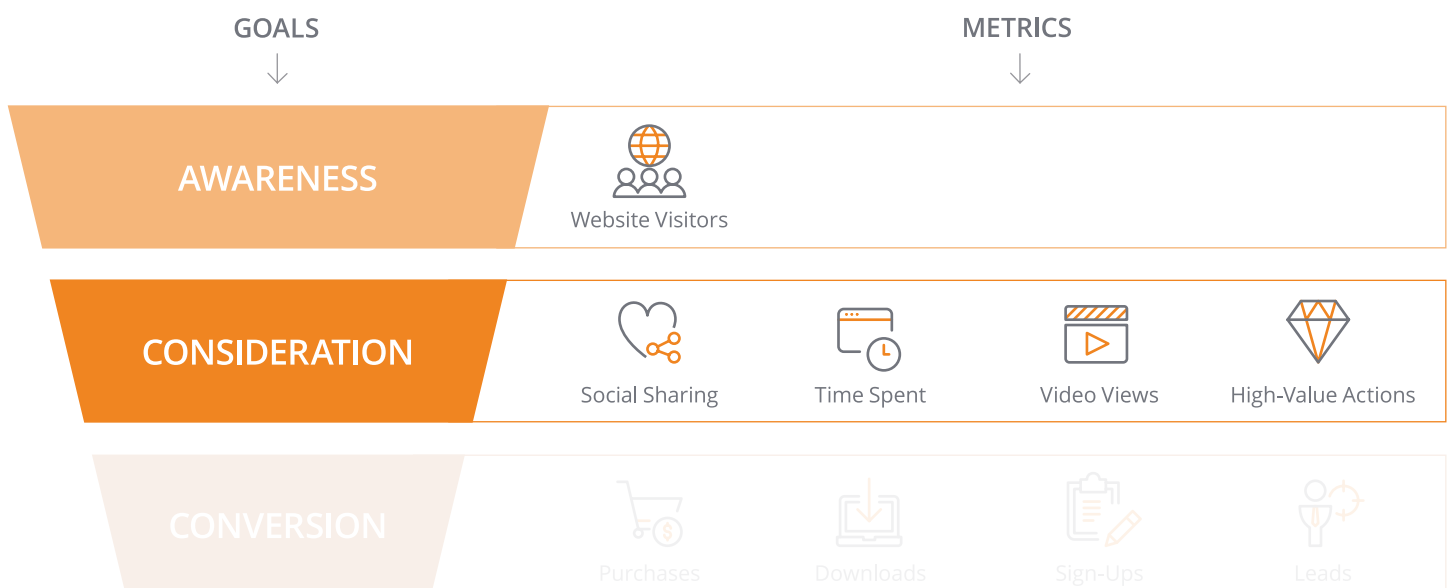 GOALS
METRICS
AWARENESS
Website Visitors
CONSIDERATION
Social Sharing
Time Spent
Video Views
High-Value Actions
CONVERSION
Purchases
Downloads
Sign-Ups
Leads